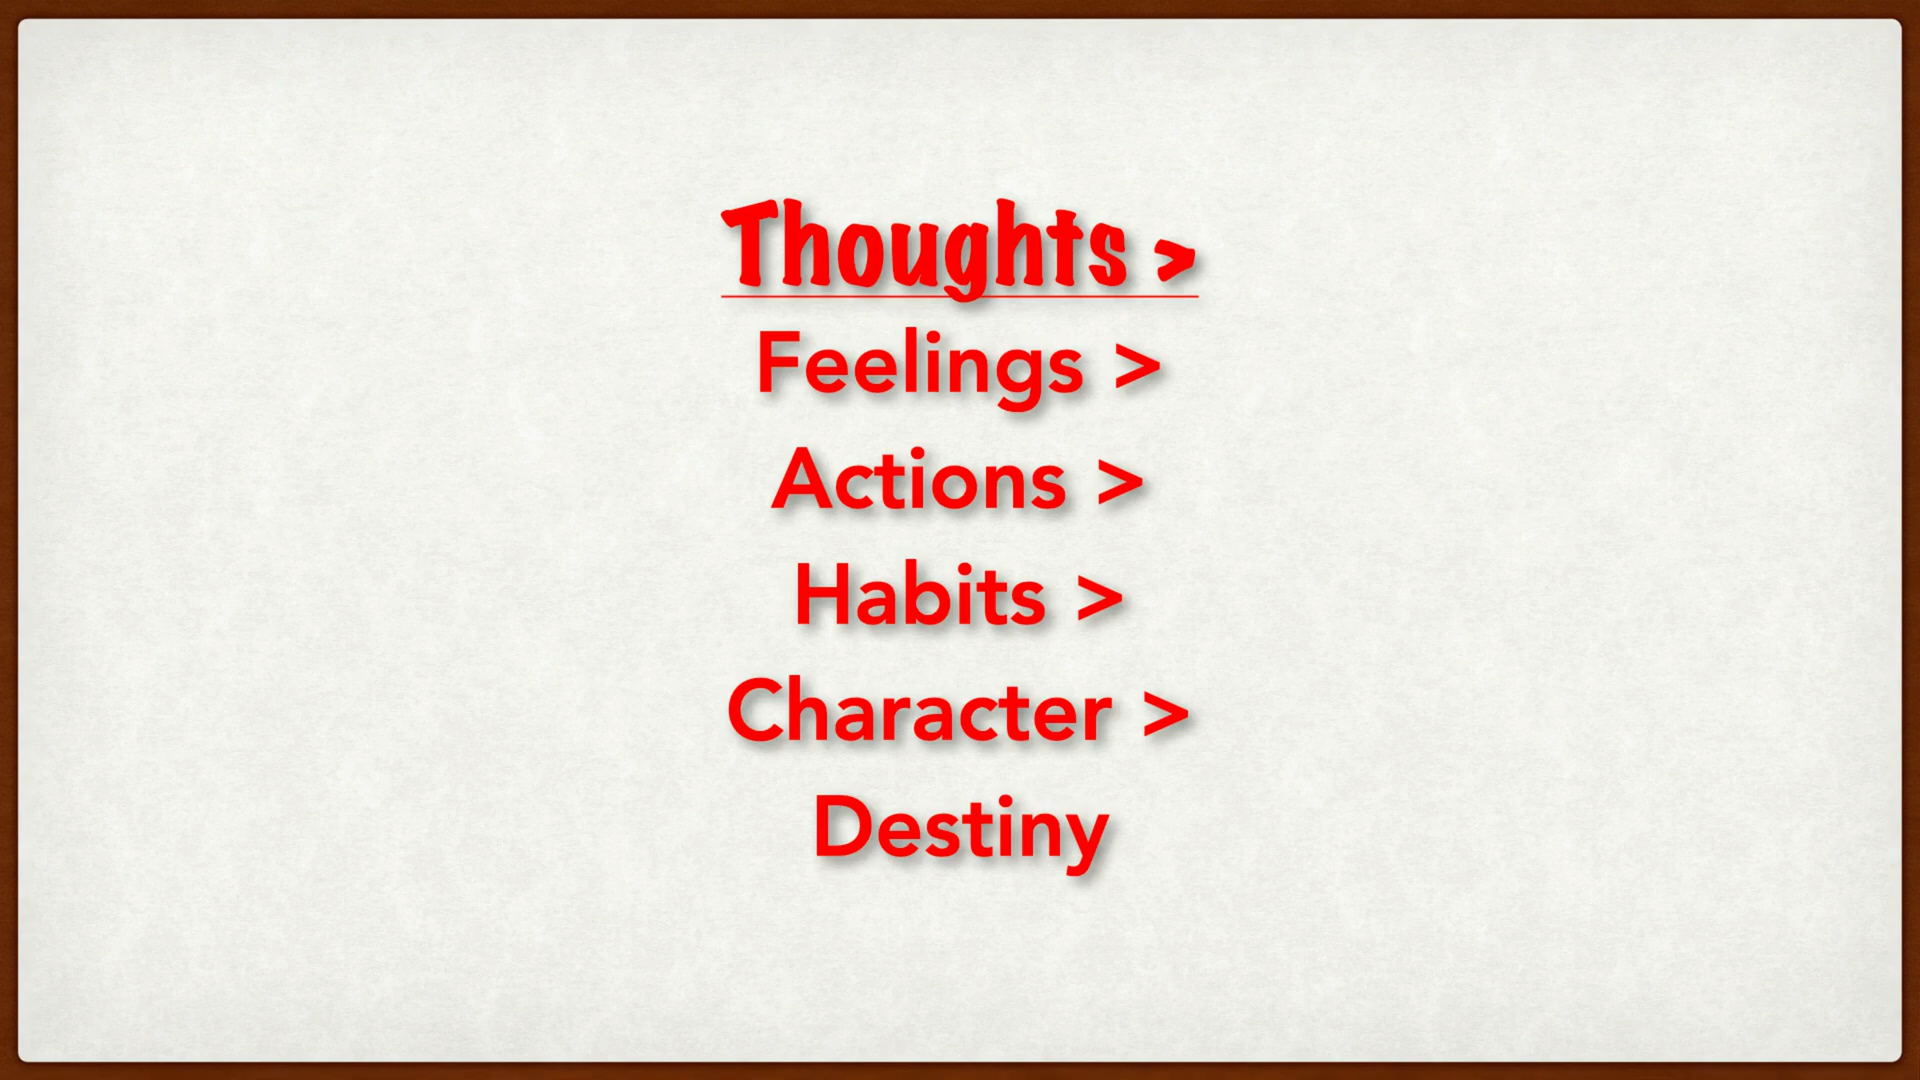 Thoughts >
Feelings >
Actions >
Habits >
Character >
Destiny